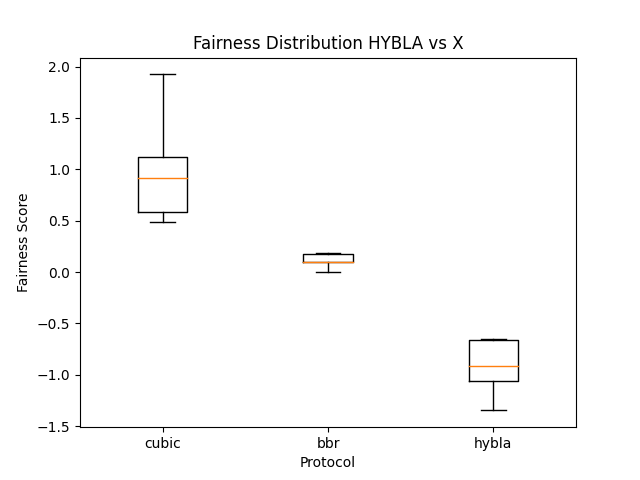 Fairness Distribution HYBLA vs X
2.0
1.5
1.0
0.5
0.0
−0.5
−1.0
−1.5
Fairness Score
cubic bbr hybla
Protocol